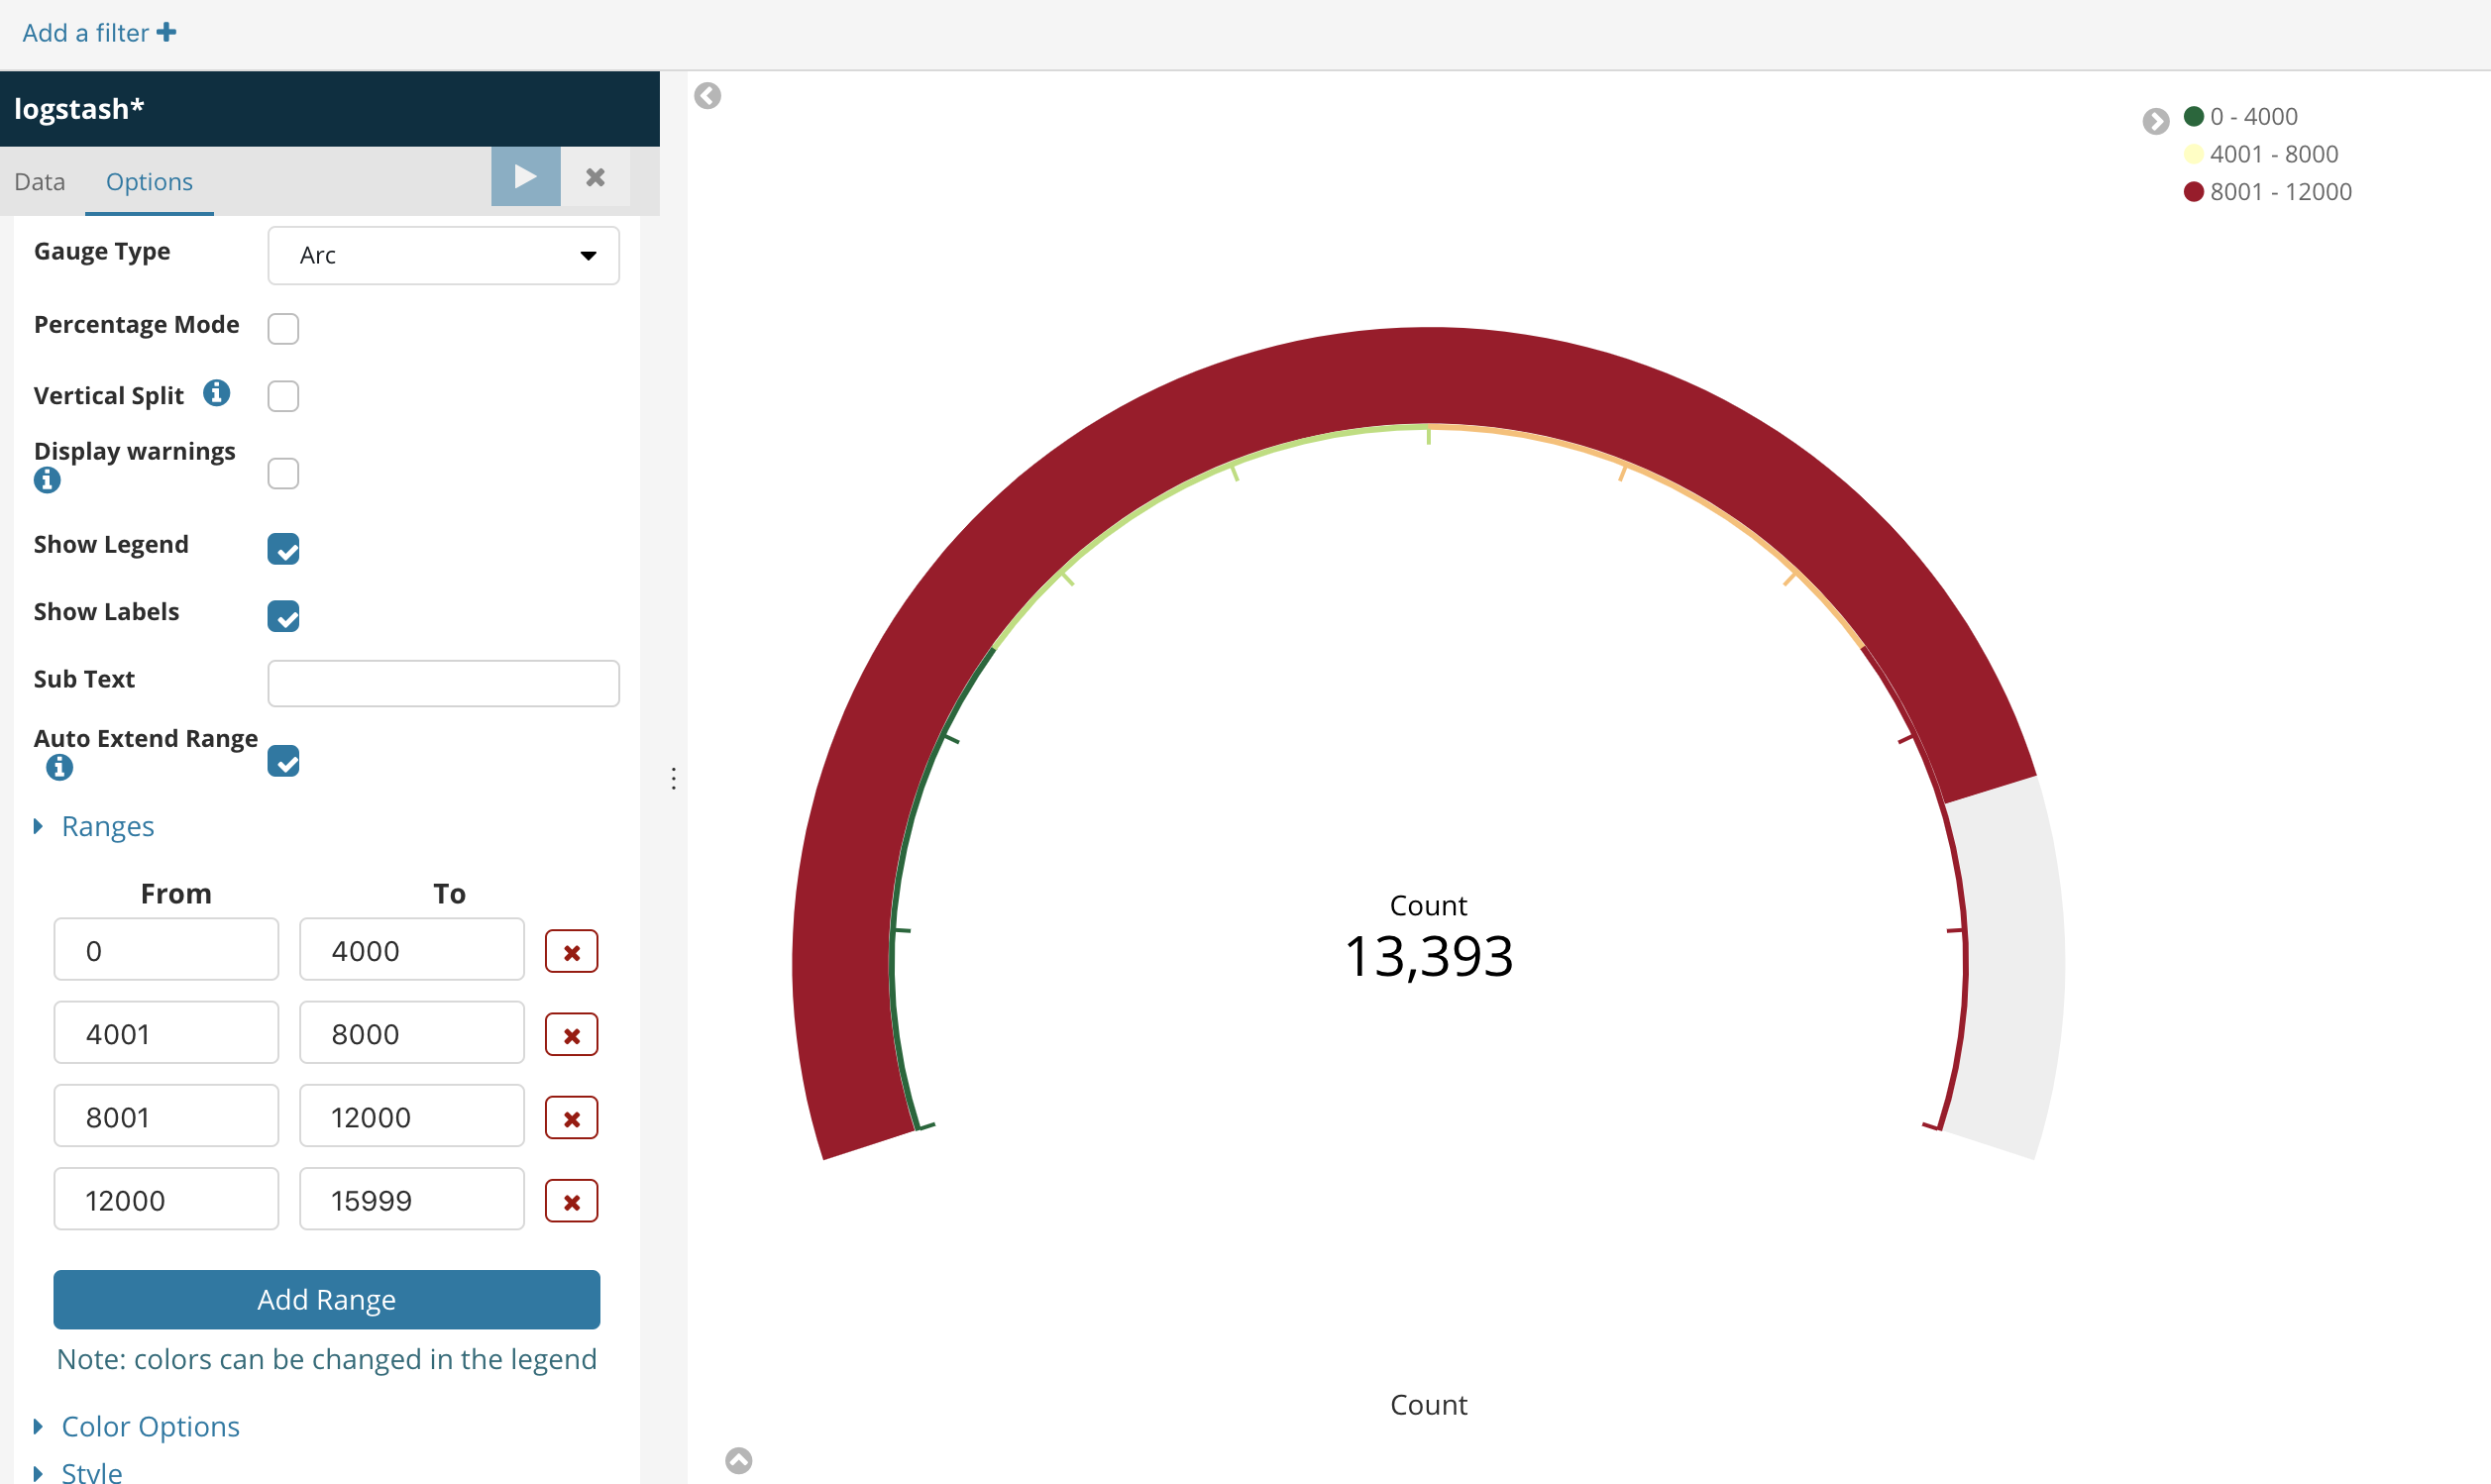 Add a filter
logstash*
Data Options
Gauge Type Arc
Percentage Mode
Vertical Split
Display warnings
Show Legend
Show Labels
Sub Text
Auto Extend Range
Ranges
From To
0 4000
4001 8000
8001 12000
12000 15999
Add Range
Note: colors can be changed in the legend
Color Options
Style
0 - 4000
4001 - 8000
8001 - 12000
Count
13,393
Count